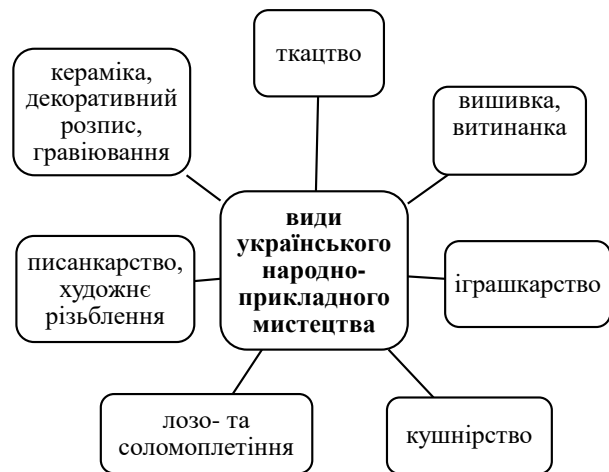 ткацтво
кераміка,
декоративний
розпис,
гравіювання
вишивка,
витинанка
види
українського
народно-
прикладного
мистецтва
писанкарство,
художнє
різьблення
іграшкарство
лозо- та
соломоплетіння
кушнірство